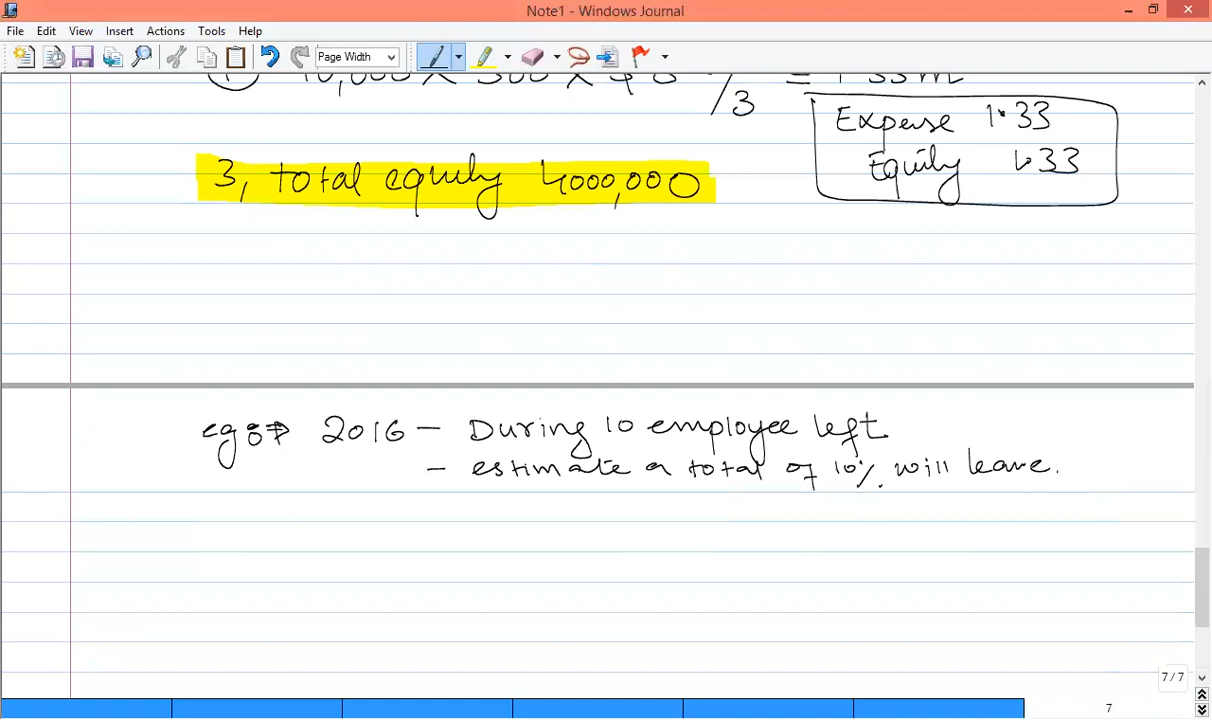 Note1 - Windows Journal
File Edit View Insert Actions Tools Help
Page Width
/3
Expense 1.33
Equity 1.33
3, total equity 4000,000
eg 2016 - During 10 employee left
- estimate a total of 10% will leave.
7 / 7
7